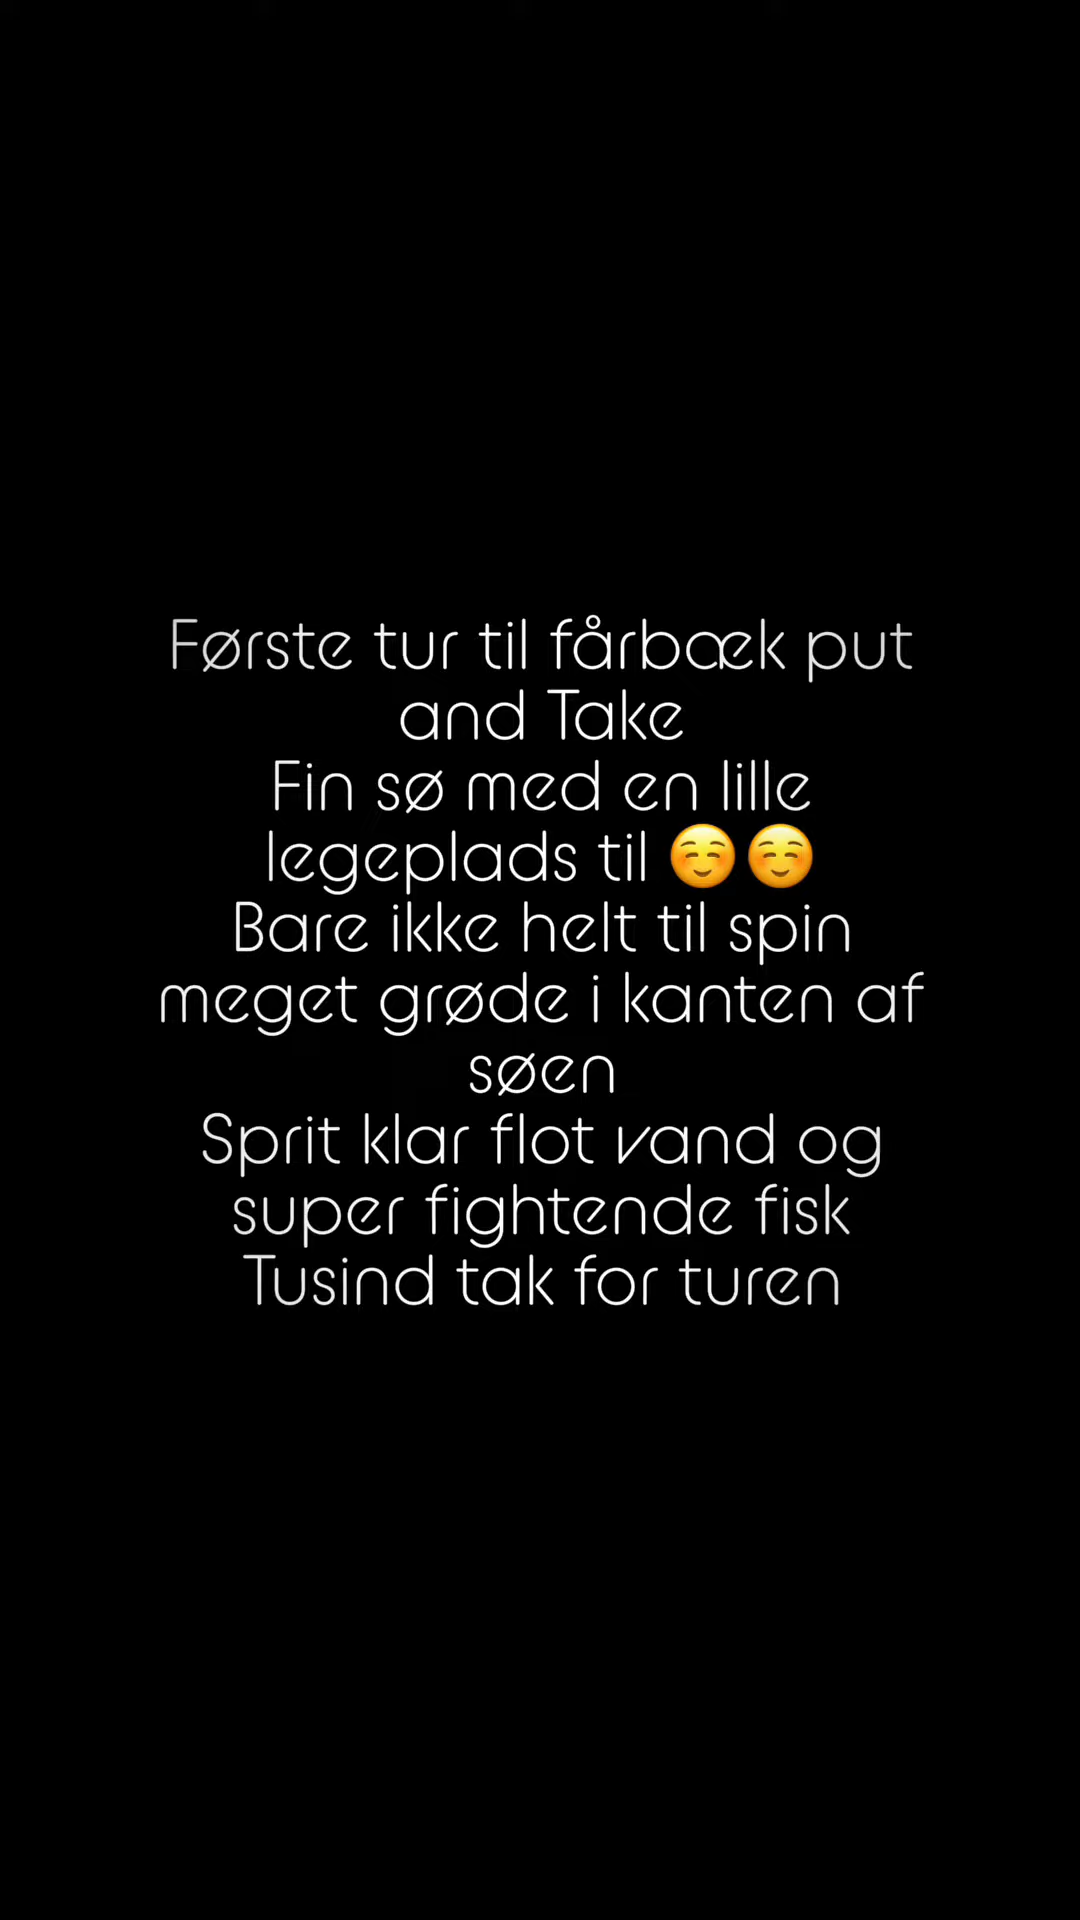 Første tur til fårbæk put
and Take
Fin sø med en lille
legeplads til ☺️☺️
Bare ikke helt til spin
meget grøde i kanten af
søen
Sprit klar flot vand og
super fightende fisk
Tusind tak for turen